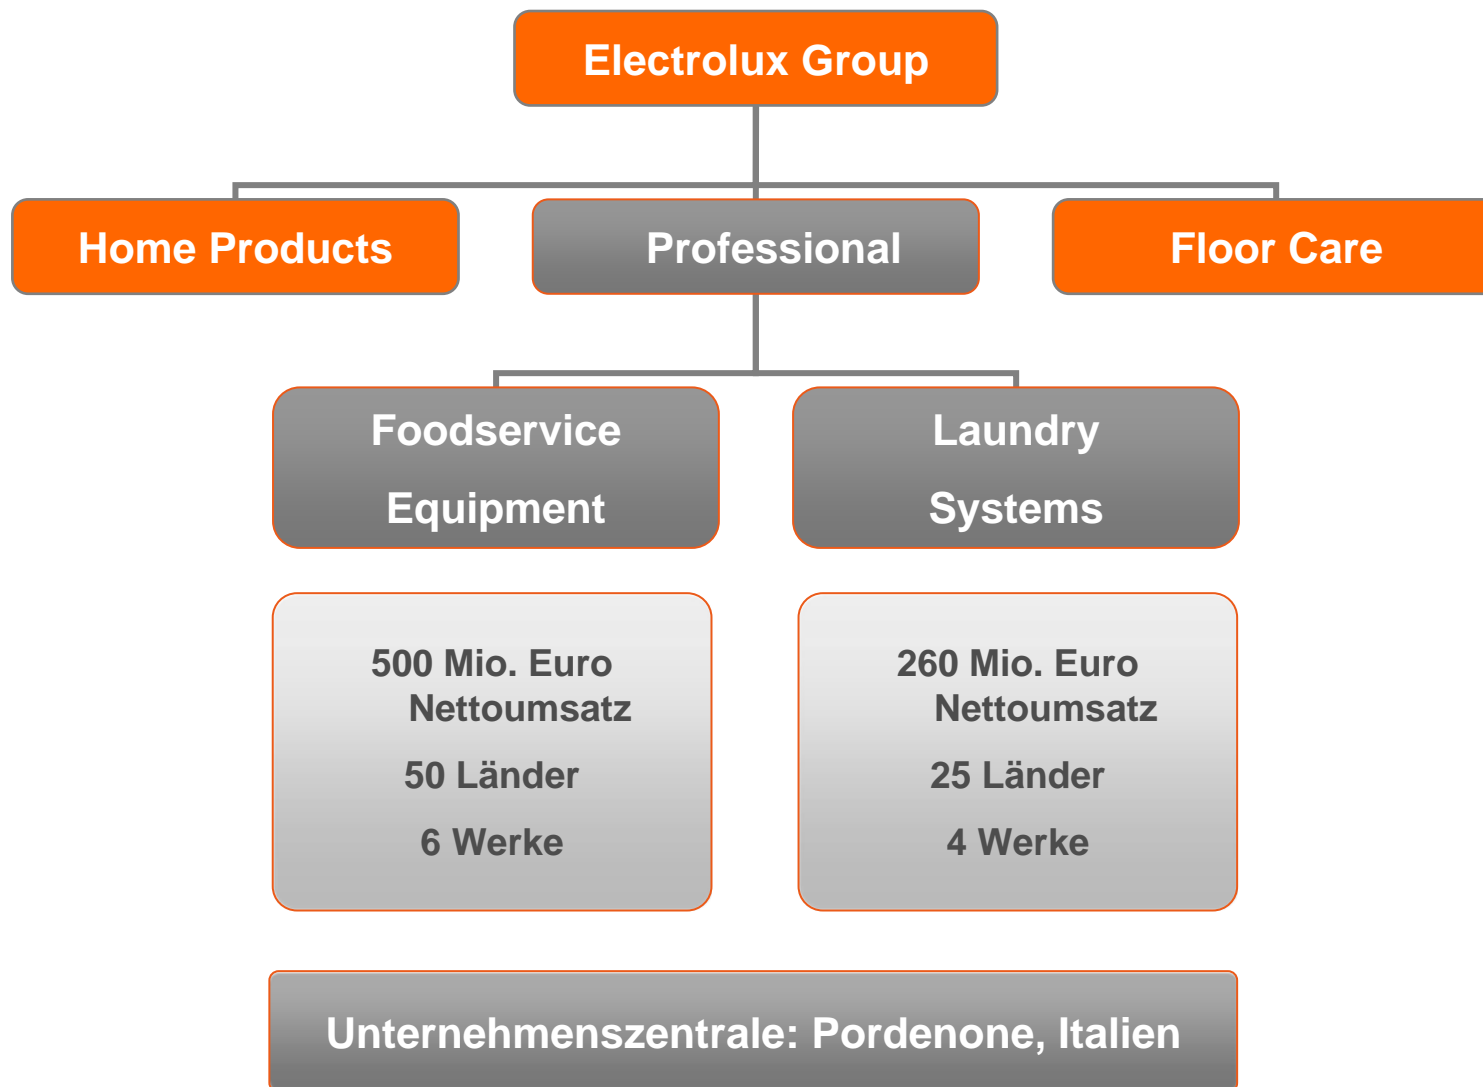 Electrolux Group
Home Products
Professional
Floor Care
Foodservice
Equipment
Laundry
Systems
500 Mio. Euro
Nettoumsatz
50 Länder
6 Werke
260 Mio. Euro
Nettoumsatz
25 Länder
4 Werke
Unternehmenszentrale: Pordenone, Italien